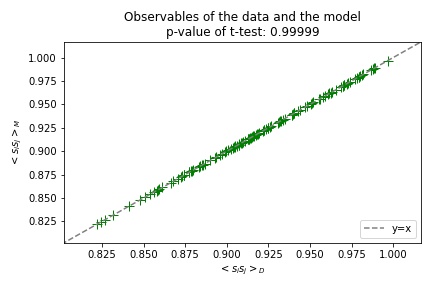 Observables of the data and the model
p-value of t-test: 0.99999
1.000
0.975
0.950
0.925
0.900
0.875
0.850
0.825
< s_i s_j >_M
y=x
0.825 0.850 0.875 0.900 0.925 0.950 0.975 1.000
< s_i s_j >_D